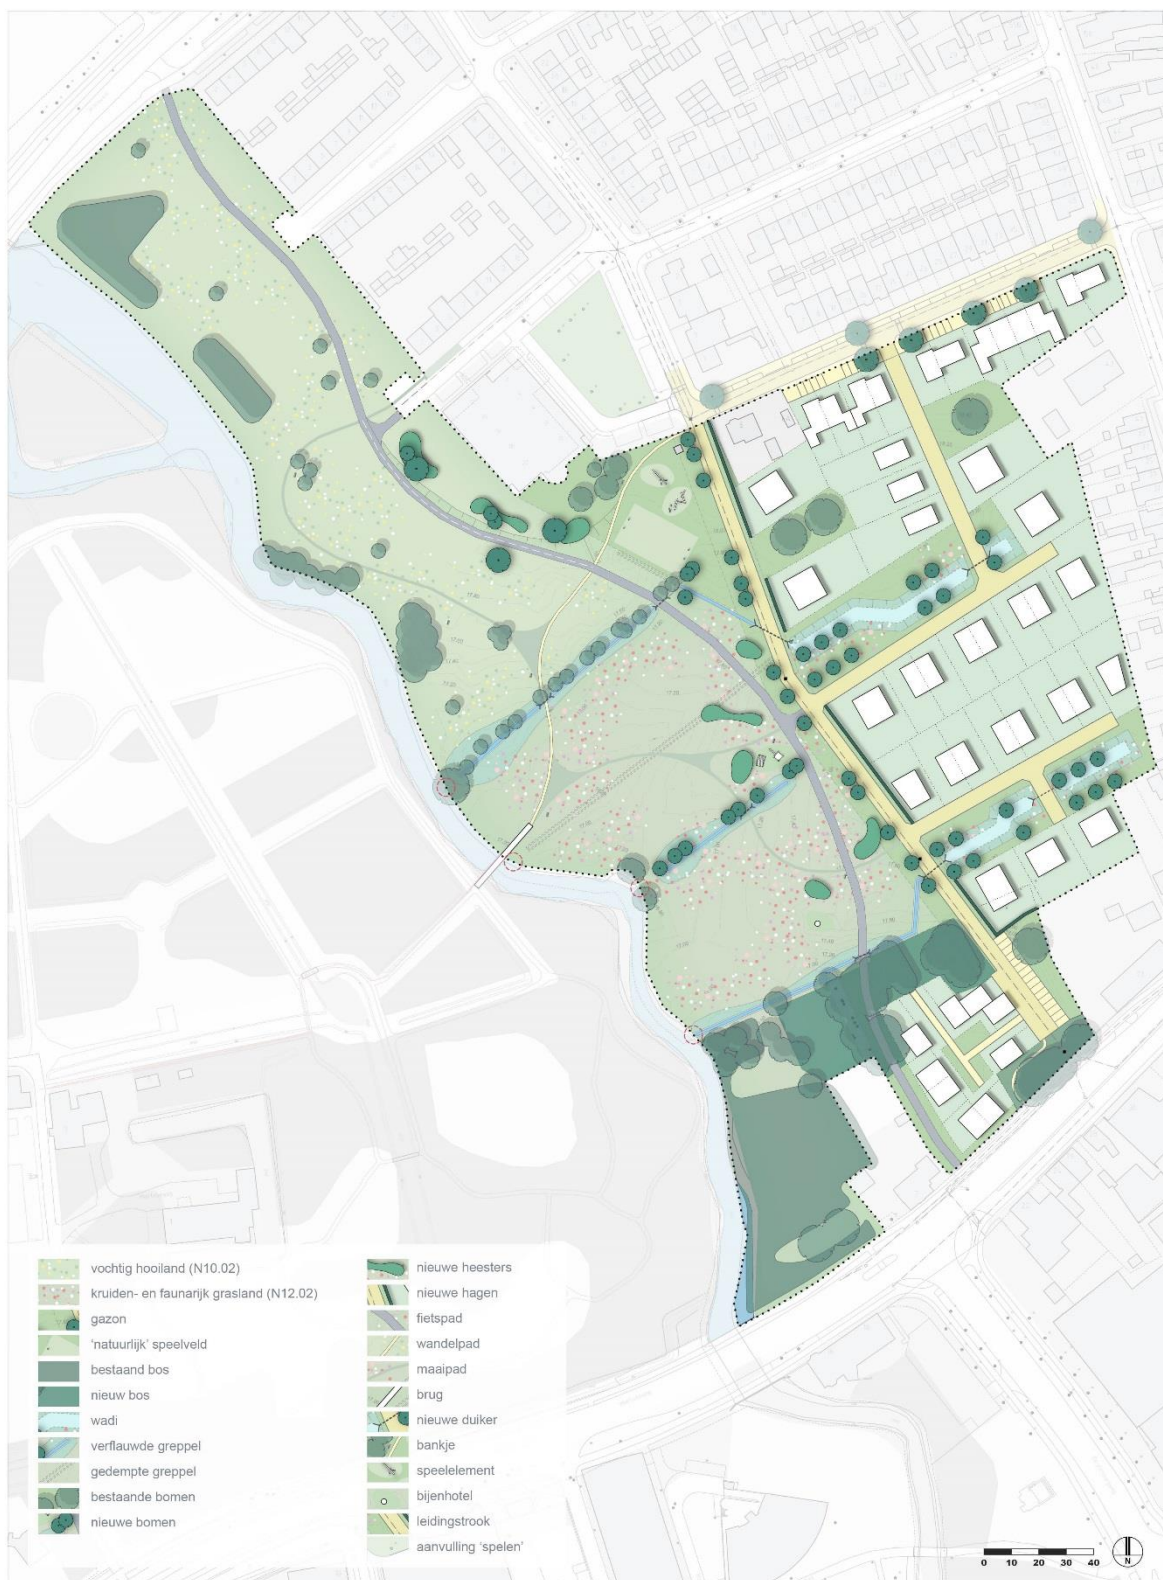 vochtig hooiland (N10.02)
kruiden- en faunarijk grasland (N12.02)
gazon
'natuurlijk' speelveld
bestaand bos
nieuw bos
wadi
verflauwde greppel
gedempte greppel
bestaande bomen
nieuwe bomen
nieuwe heesters
nieuwe hagen
fietspad
wandelpad
maaipad
brug
nieuwe duiker
bankje
speelelement
bijenhotel
leidingstrook
aanvulling 'spelen'
0 10 20 30 40
N